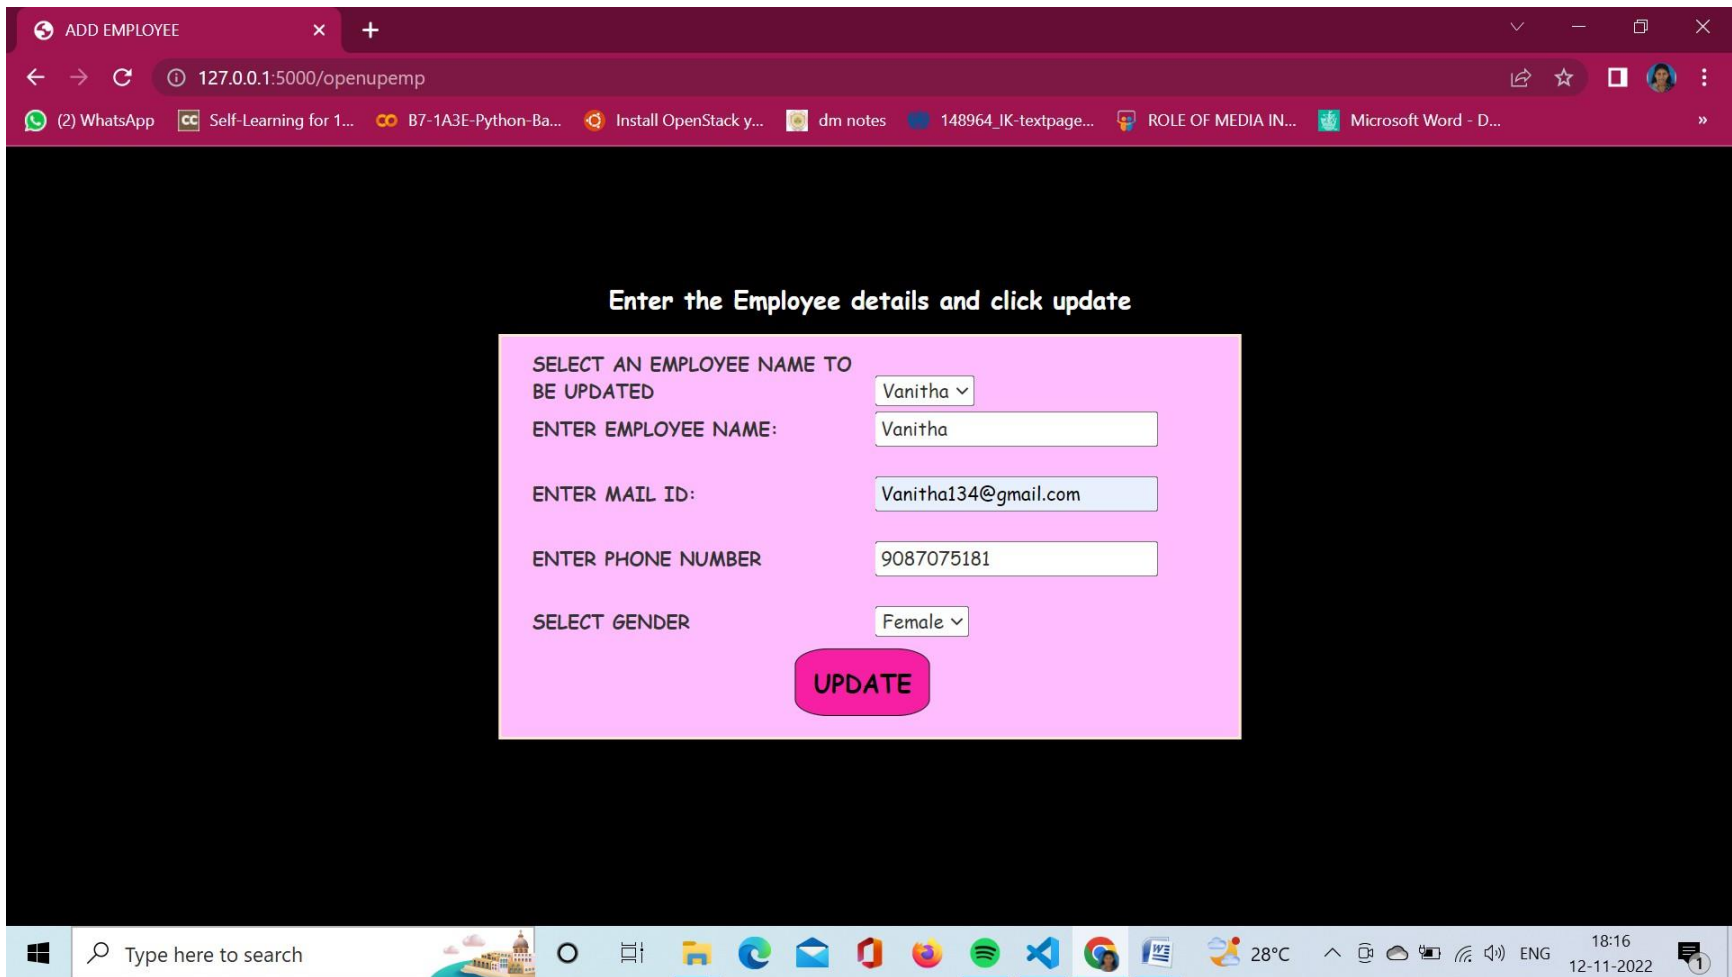 ADD EMPLOYEE
127.0.0.1:5000/openupemp
(2) WhatsApp Self-Learning for 1... B7-1A3E-Python-Ba... Install OpenStack y... dm notes 148964_IK-textpage... ROLE OF MEDIA IN... Microsoft Word - D... »
Enter the Employee details and click update
SELECT AN EMPLOYEE NAME TO
BE UPDATED Vanitha
ENTER EMPLOYEE NAME: Vanitha
ENTER MAIL ID: Vanitha134@gmail.com
ENTER PHONE NUMBER 9087075181
SELECT GENDER Female
UPDATE
Type here to search 28°C ENG 18:16
12-11-2022 1